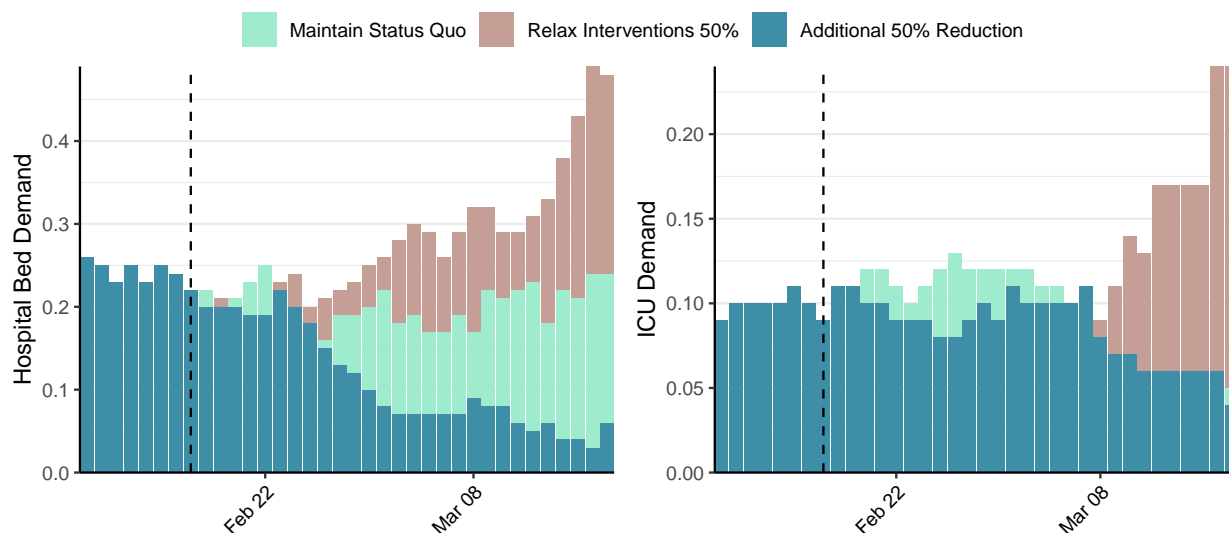 Maintain Status Quo Relax Interventions 50% Additional 50% Reduction
Hospital Bed Demand
0.4
0.3
0.2
0.1
0.0
Feb 22
Mar 08
ICU Demand
0.20
0.15
0.10
0.05
0.00
Feb 22
Mar 08